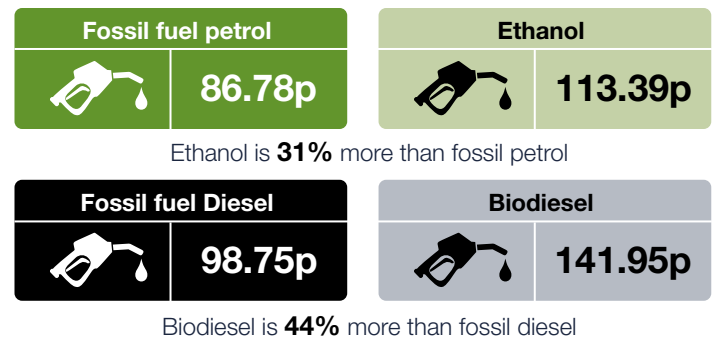 Fossil fuel petrol
Ethanol
86.78p
113.39p
Ethanol is 31% more than fossil petrol
Fossil fuel Diesel
Biodiesel
98.75p
141.95p
Biodiesel is 44% more than fossil diesel